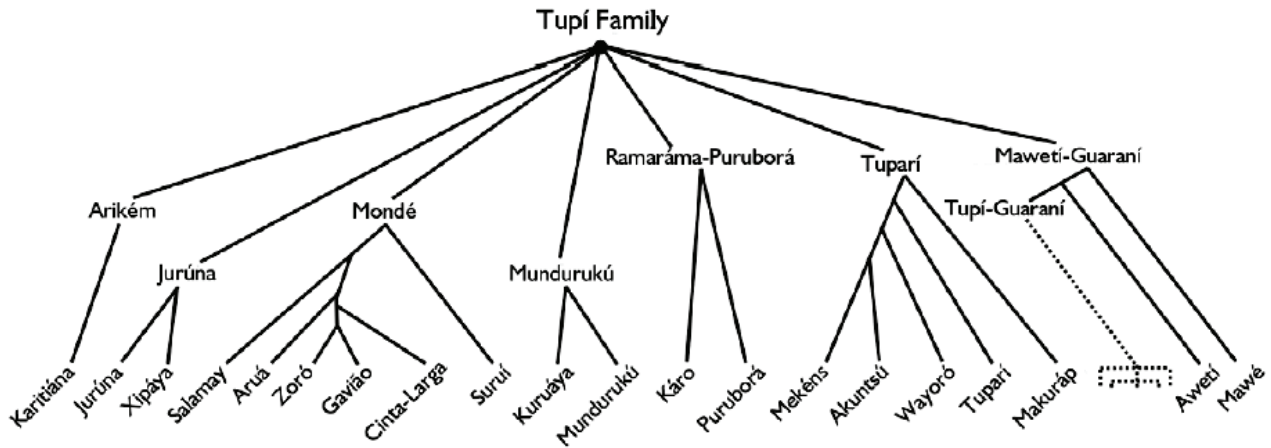 Tupí Family
Ramaráma-Puruborá
Mawetí-Guaraní
Tuparí
Arikém
Mondé
Tupí-Guaraní
Jurúna
Mundurukú
Karitiána
Jurúna
Xipáya
Salamay
Aruá
Zoró
Gavião
Cinta-Larga
Suruí
Kuruáya
Mundurukú
Káro
Puruborá
Mekéns
Akuntsú
Wayoró
Tuparí
Makuráp
Awetí
Mawé